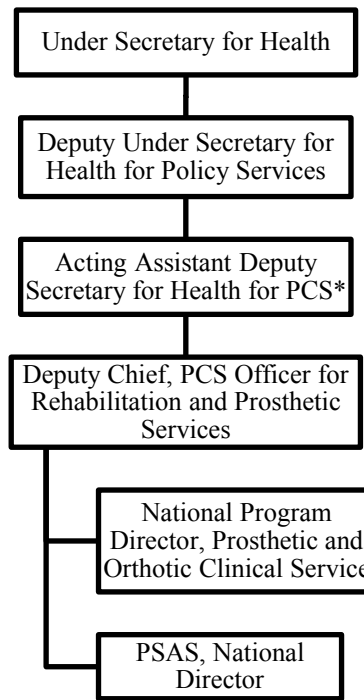 Under Secretary for Health
Deputy Under Secretary for
Health for Policy Services
Acting Assistant Deputy
Secretary for Health for PCS*
Deputy Chief, PCS Officer for
Rehabilitation and Prosthetic
Services
National Program
Director, Prosthetic and
Orthotic Clinical Service
PSAS, National
Director